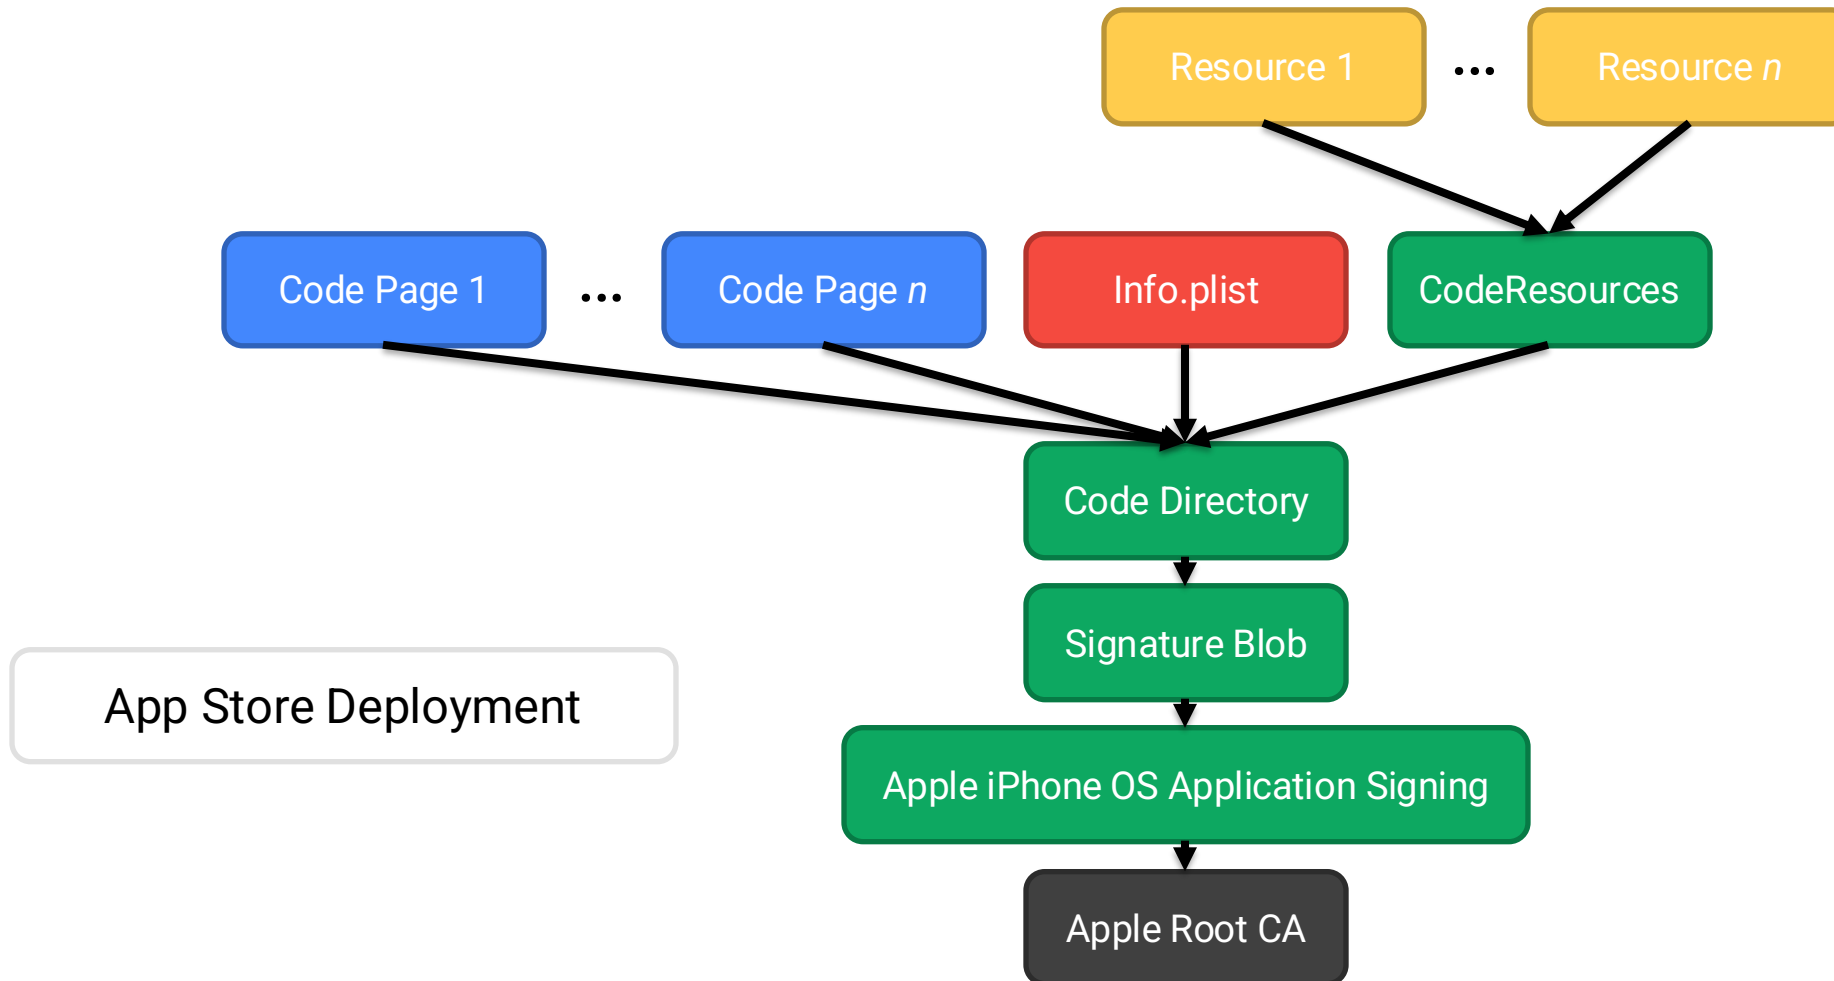 Resource 1
...
Resource n
Code Page 1
...
Code Page n
Info.plist
CodeResources
Code Directory
Signature Blob
App Store Deployment
Apple iPhone OS Application Signing
Apple Root CA